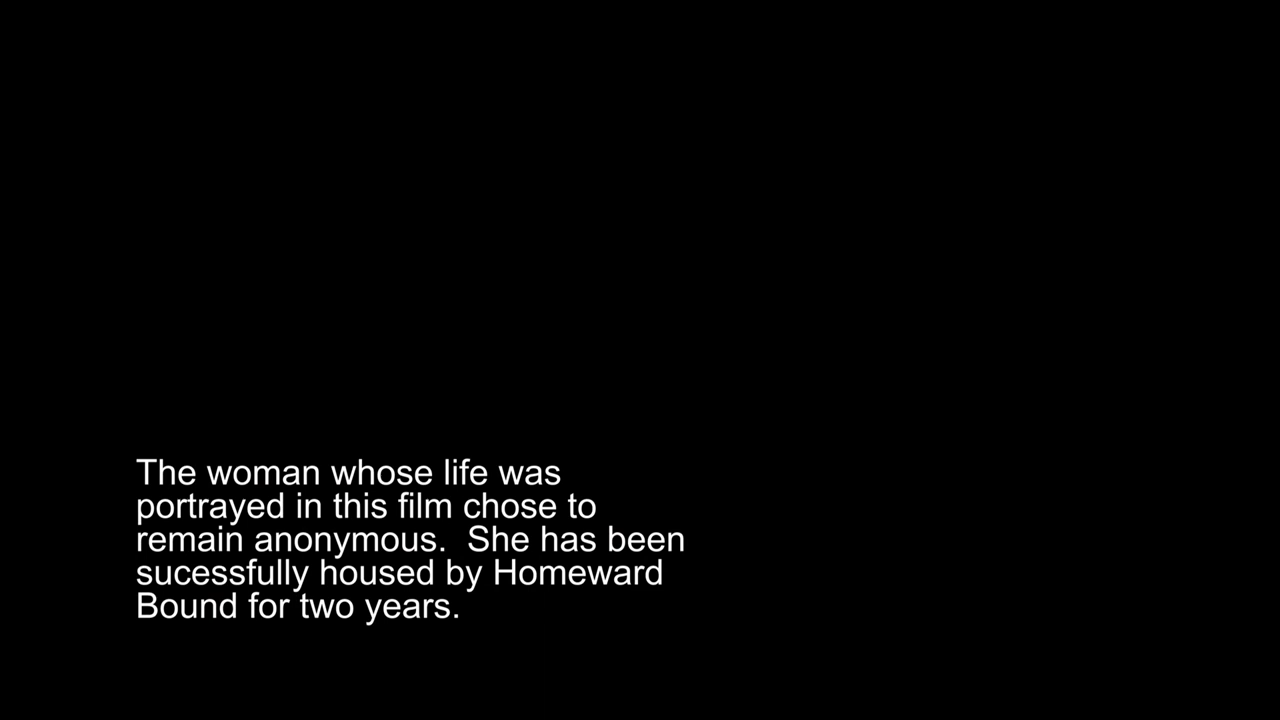 The woman whose life was
portrayed in this film chose to
remain anonymous.  She has been
sucessfully housed by Homeward
Bound for two years.